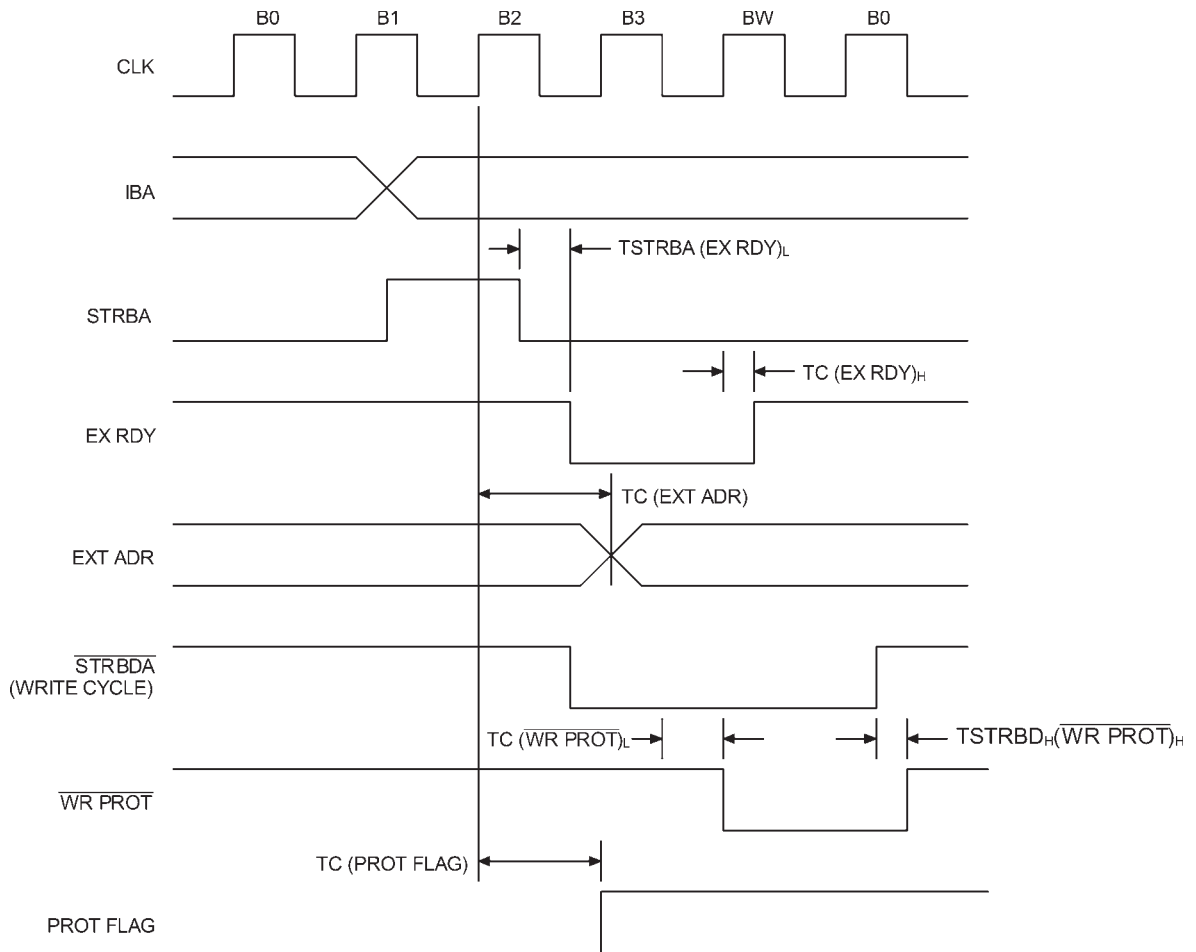 B0 B1 B2 B3 BW B0
CLK
IBA
TSTRBA (EX RDY)L
STRBA
TC (EX RDY)H
EX RDY
TC (EXT ADR)
EXT ADR
STRBDA
(WRITE CYCLE)
TC (WR PROT)L TSTRBDH(WR PROT)H
WR PROT
TC (PROT FLAG)
PROT FLAG